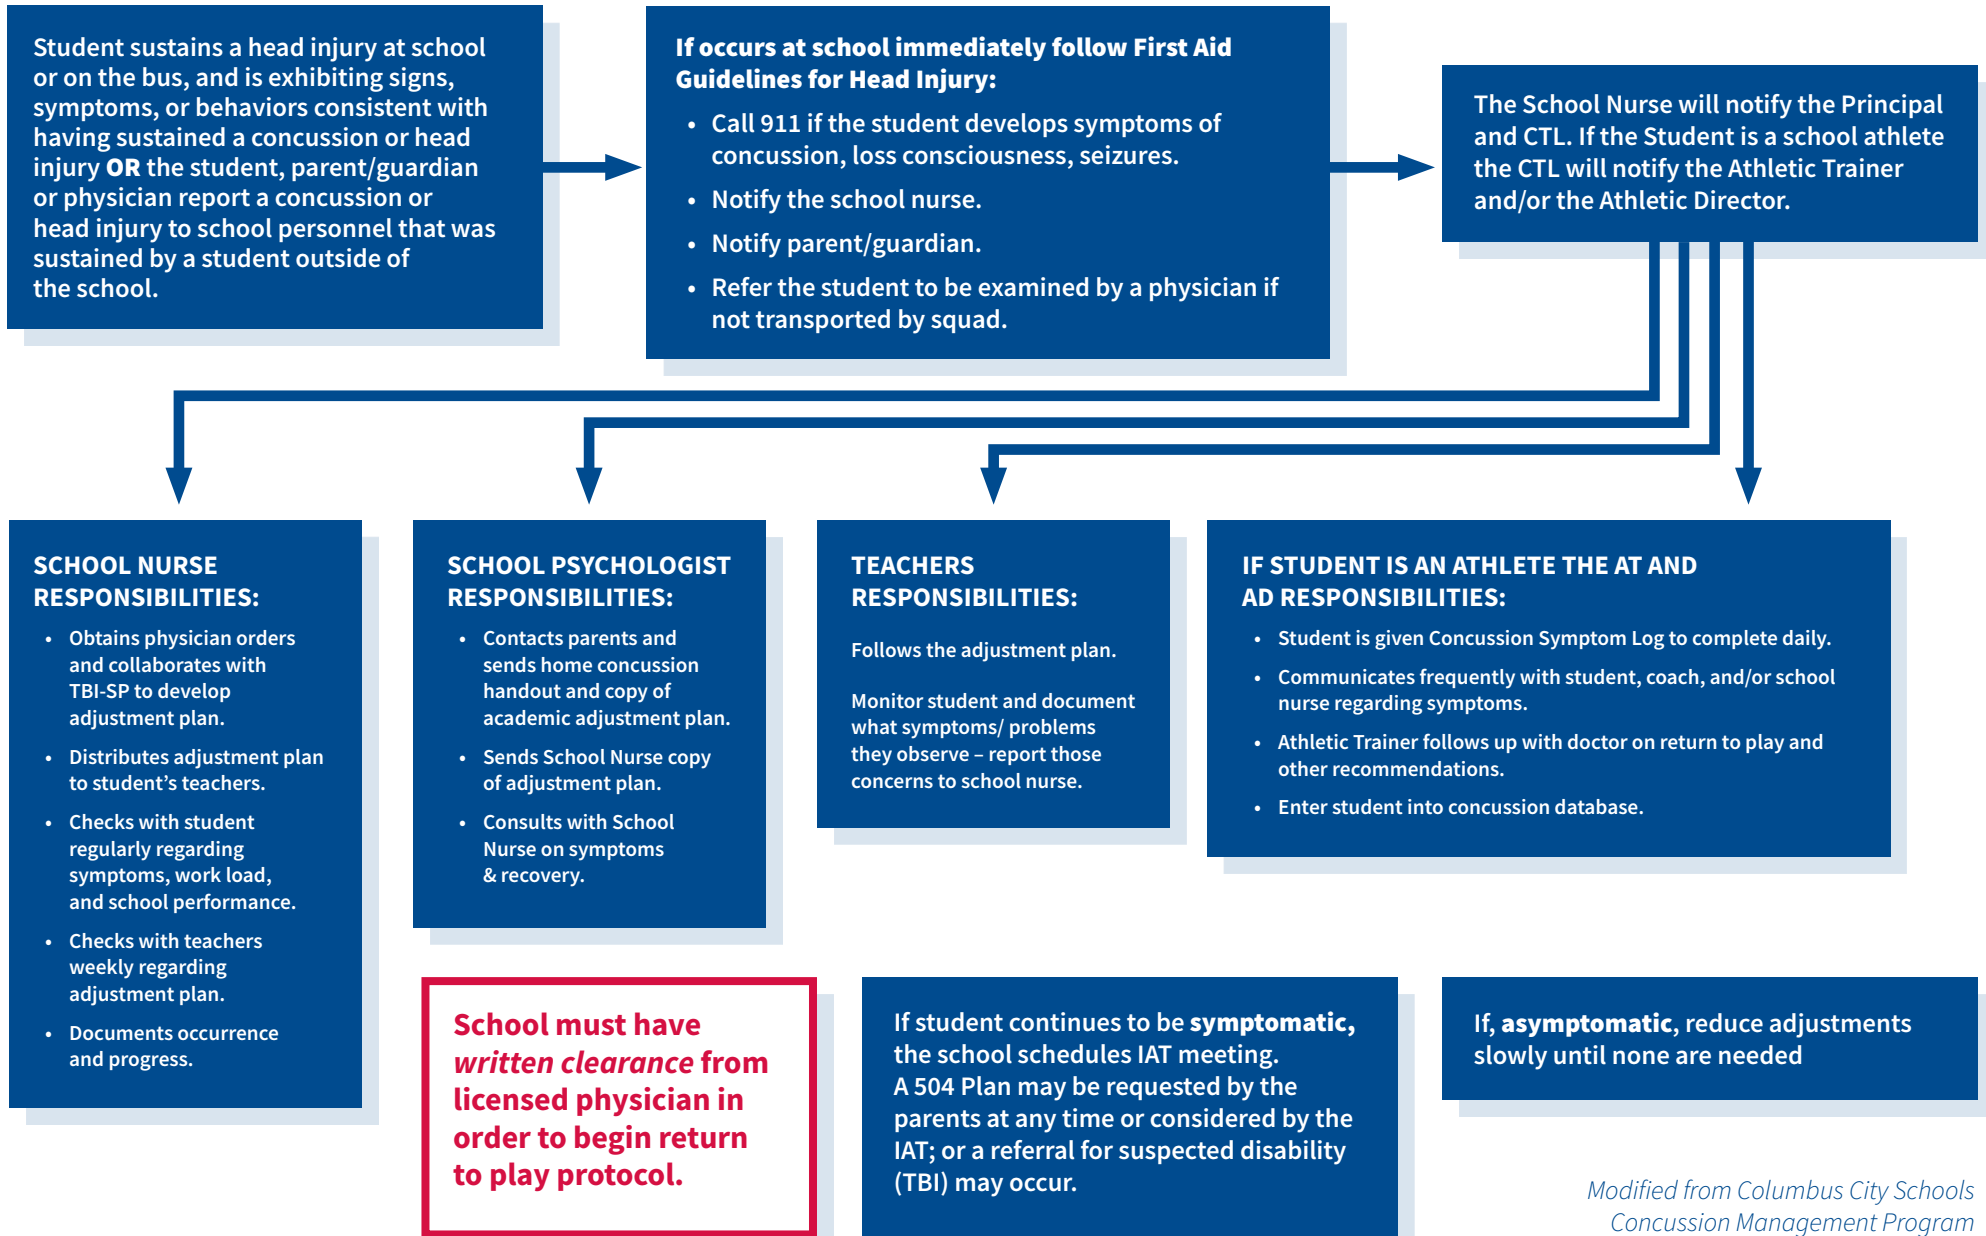 Student sustains a head injury at school
or on the bus, and is exhibiting signs,
symptoms, or behaviors consistent with
having sustained a concussion or head
injury OR the student, parent/guardian
or physician report a concussion or
head injury to school personnel that was
sustained by a student outside of
the school.
If occurs at school immediately follow First Aid
Guidelines for Head Injury:
• Call 911 if the student develops symptoms of
concussion, loss consciousness, seizures.
• Notify the school nurse.
• Notify parent/guardian.
• Refer the student to be examined by a physician if
not transported by squad.
The School Nurse will notify the Principal
and CTL. If the Student is a school athlete
the CTL will notify the Athletic Trainer
and/or the Athletic Director.
SCHOOL NURSE
RESPONSIBILITIES:
• Obtains physician orders
and collaborates with
TBI-SP to develop
adjustment plan.
• Distributes adjustment plan
to student's teachers.
• Checks with student
regularly regarding
symptoms, work load,
and school performance.
• Checks with teachers
weekly regarding
adjustment plan.
• Documents occurrence
and progress.
SCHOOL PSYCHOLOGIST
RESPONSIBILITIES:
• Contacts parents and
sends home concussion
handout and copy of
academic adjustment plan.
• Sends School Nurse copy
of adjustment plan.
• Consults with School
Nurse on symptoms
& recovery.
TEACHERS
RESPONSIBILITIES:
Follows the adjustment plan.
Monitor student and document
what symptoms/ problems
they observe – report those
concerns to school nurse.
IF STUDENT IS AN ATHLETE THE AT AND
AD RESPONSIBILITIES:
• Student is given Concussion Symptom Log to complete daily.
• Communicates frequently with student, coach, and/or school
nurse regarding symptoms.
• Athletic Trainer follows up with doctor on return to play and
other recommendations.
• Enter student into concussion database.
School must have
written clearance from
licensed physician in
order to begin return
to play protocol.
If student continues to be symptomatic,
the school schedules IAT meeting.
A 504 Plan may be requested by the
parents at any time or considered by the
IAT; or a referral for suspected disability
(TBI) may occur.
If, asymptomatic, reduce adjustments
slowly until none are needed
Modified from Columbus City Schools
Concussion Management Program